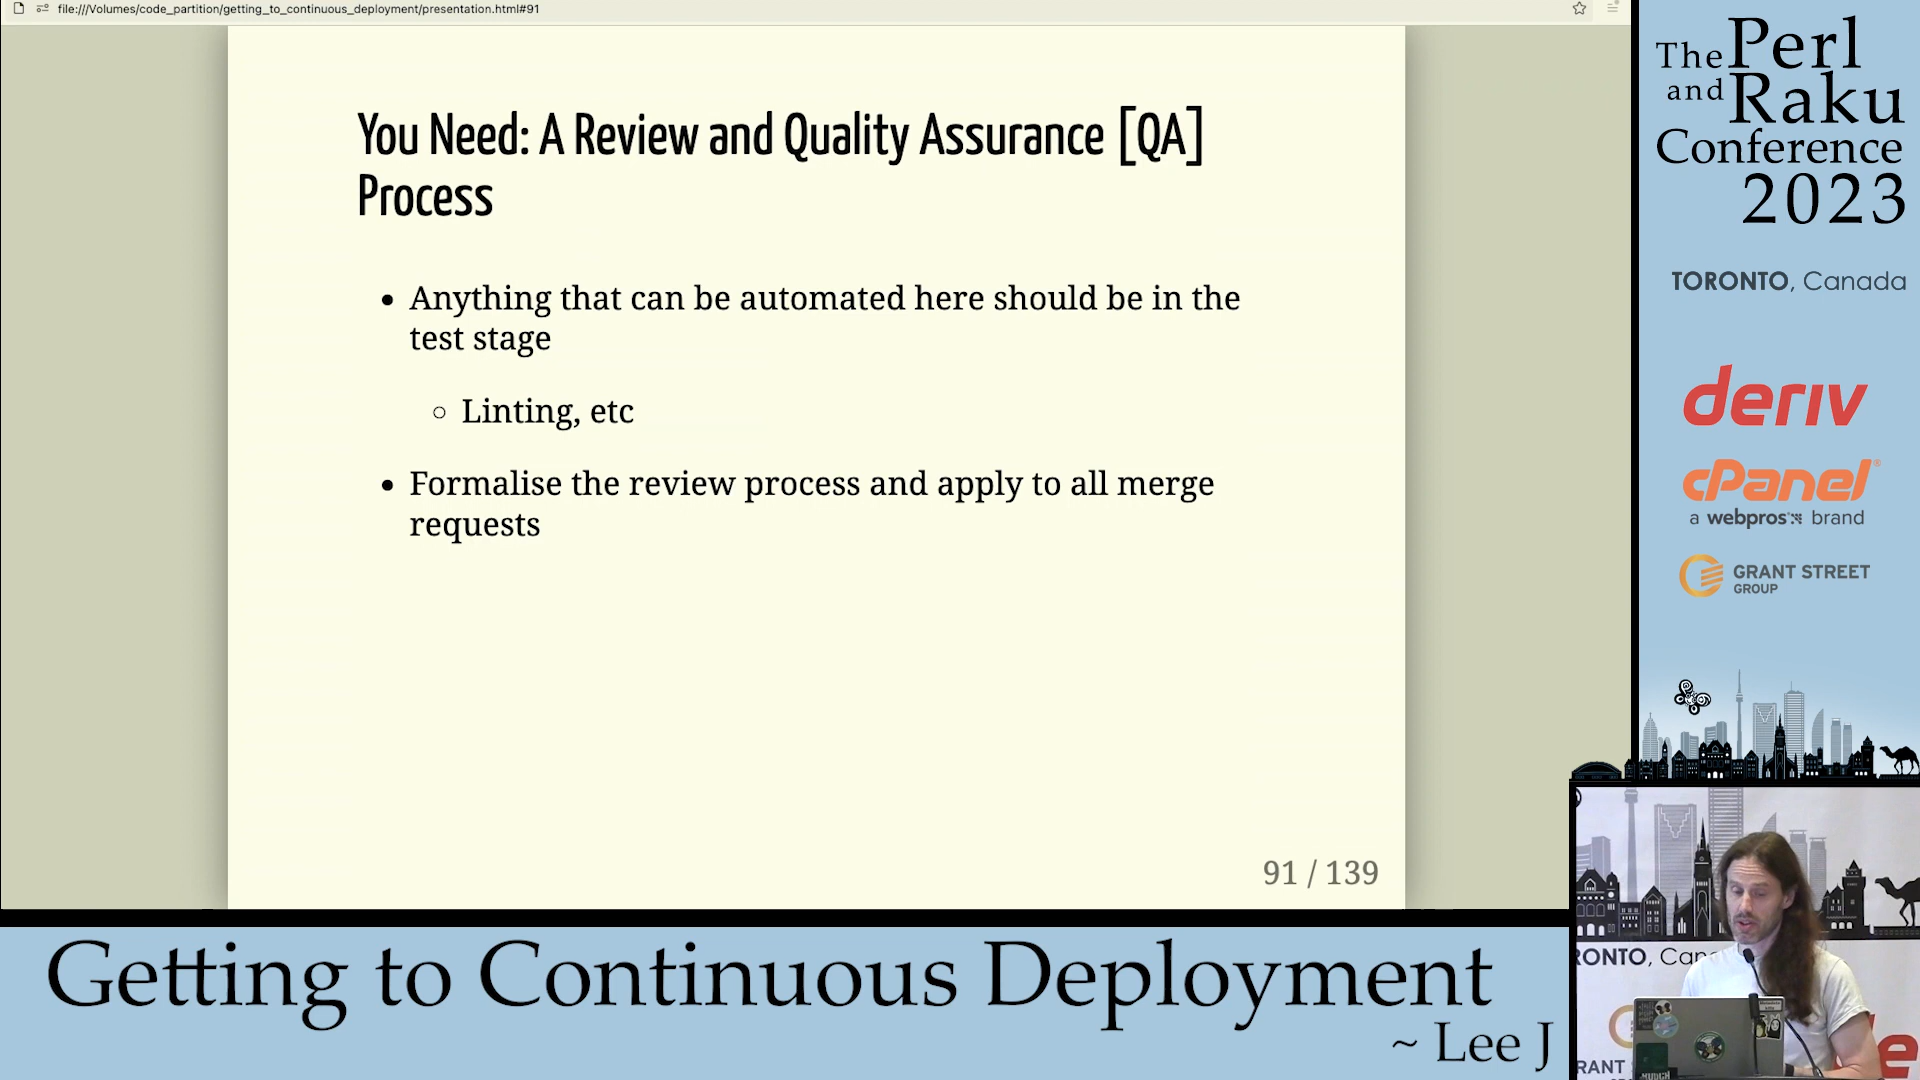 file:///Volumes/code_partition/getting_to_continuous_deployment/presentation.html#91
You Need: A Review and Quality Assurance [QA]
Process
• Anything that can be automated here should be in the
test stage
○ Linting, etc
• Formalise the review process and apply to all merge
requests
91 / 139
The Perl
and Raku
Conference
2023
TORONTO, Canada
deriv
cPanel®
a webpros brand
GRANT STREET
GROUP
RONTO, Can
RANT
Getting to Continuous Deployment
~ Lee J